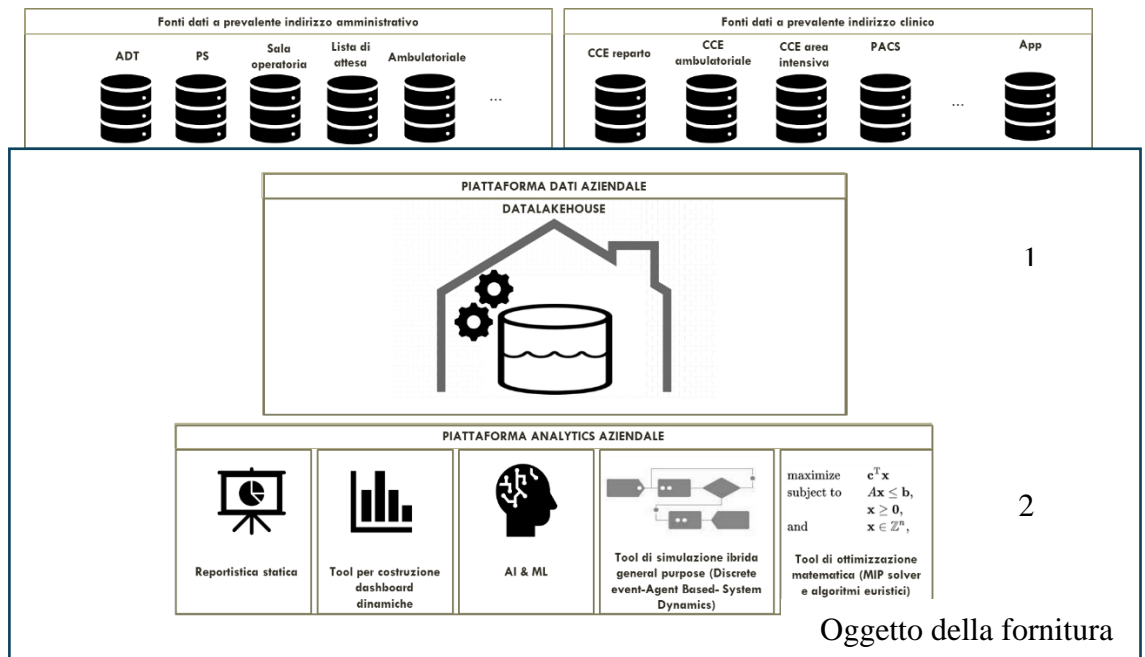 Fonti dati a prevalente indirizzo amministrativo
ADT
PS
Sala
operatoria
Lista di
attesa
Ambulatoriale
...
Fonti dati a prevalente indirizzo clinico
CCE reparto
CCE
ambulatoriale
CCE area
intensiva
PACS
...
App
PIATTAFORMA DATI AZIENDALE
DATALAKEHOUSE
1
PIATTAFORMA ANALYTICS AZIENDALE
Reportistica statica
Tool per costruzione
dashboard
dinamiche
AI & ML
Tool di simulazione ibrida
general purpose (Discrete
event-Agent Based- System
Dynamics)
maximize c^T x
subject to Ax ≤ b,
x ≥ 0,
and x ∈ ℤ^n,
Tool di ottimizzazione
matematica (MIP solver
e algoritmi euristici)
2
Oggetto della fornitura